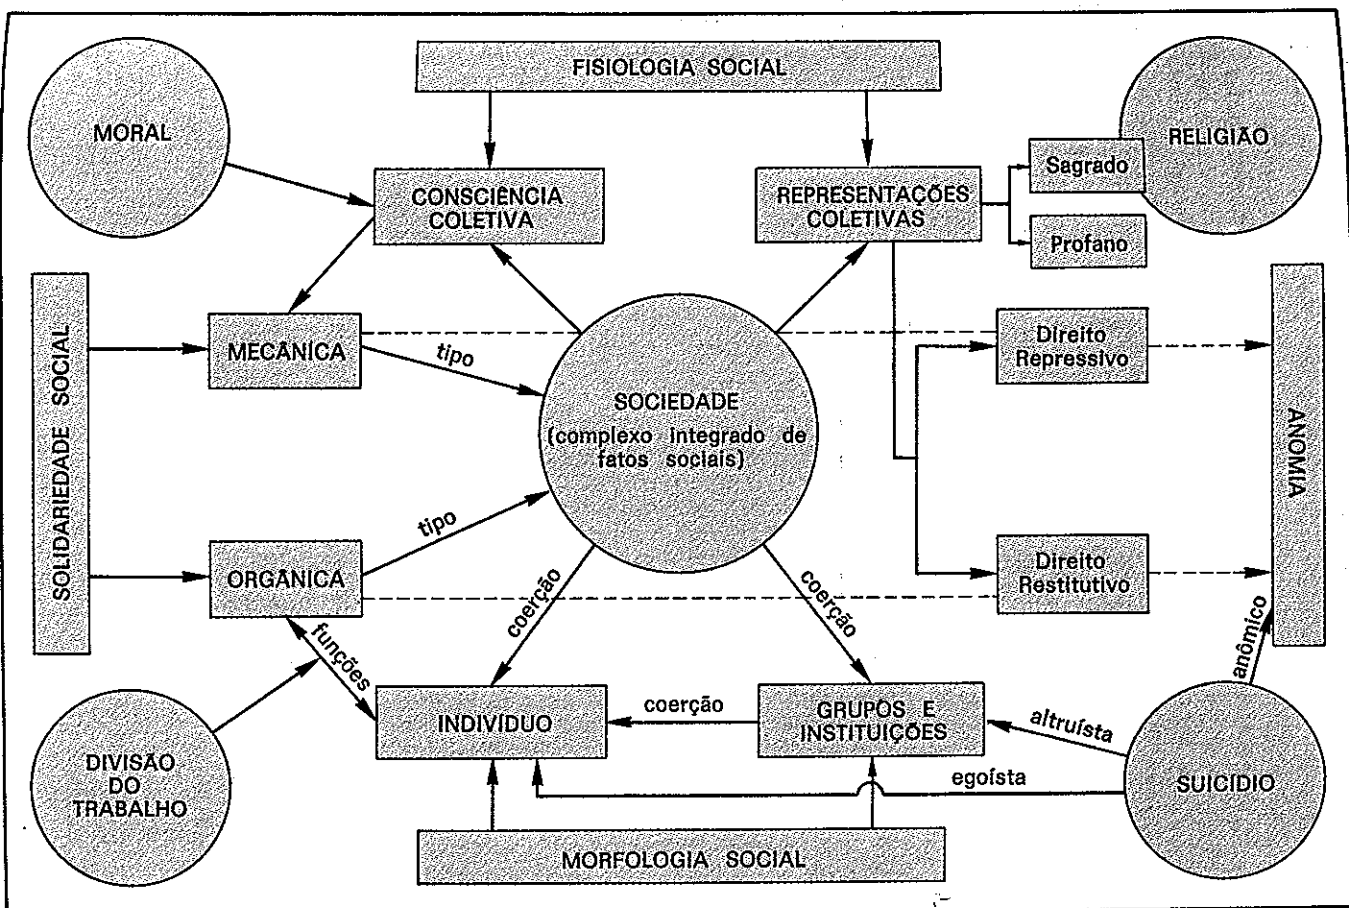 FISIOLOGIA SOCIAL
MORAL
RELIGIÃO
Sagrado
Profano
CONSCIÊNCIA
COLETIVA
REPRESENTAÇÕES
COLETIVAS
SOLIDARIEDADE SOCIAL
MECÂNICA
tipo
SOCIEDADE
(complexo integrado de
fatos sociais)
Direito
Repressivo
ANOMIA
ORGÂNICA
tipo
Direito
Restitutivo
funções
coerção
coerção
anômico
DIVISÃO
DO
TRABALHO
INDIVÍDUO
coerção
GRUPOS E
INSTITUIÇÕES
altruísta
egoísta
SUICÍDIO
MORFOLOGIA SOCIAL